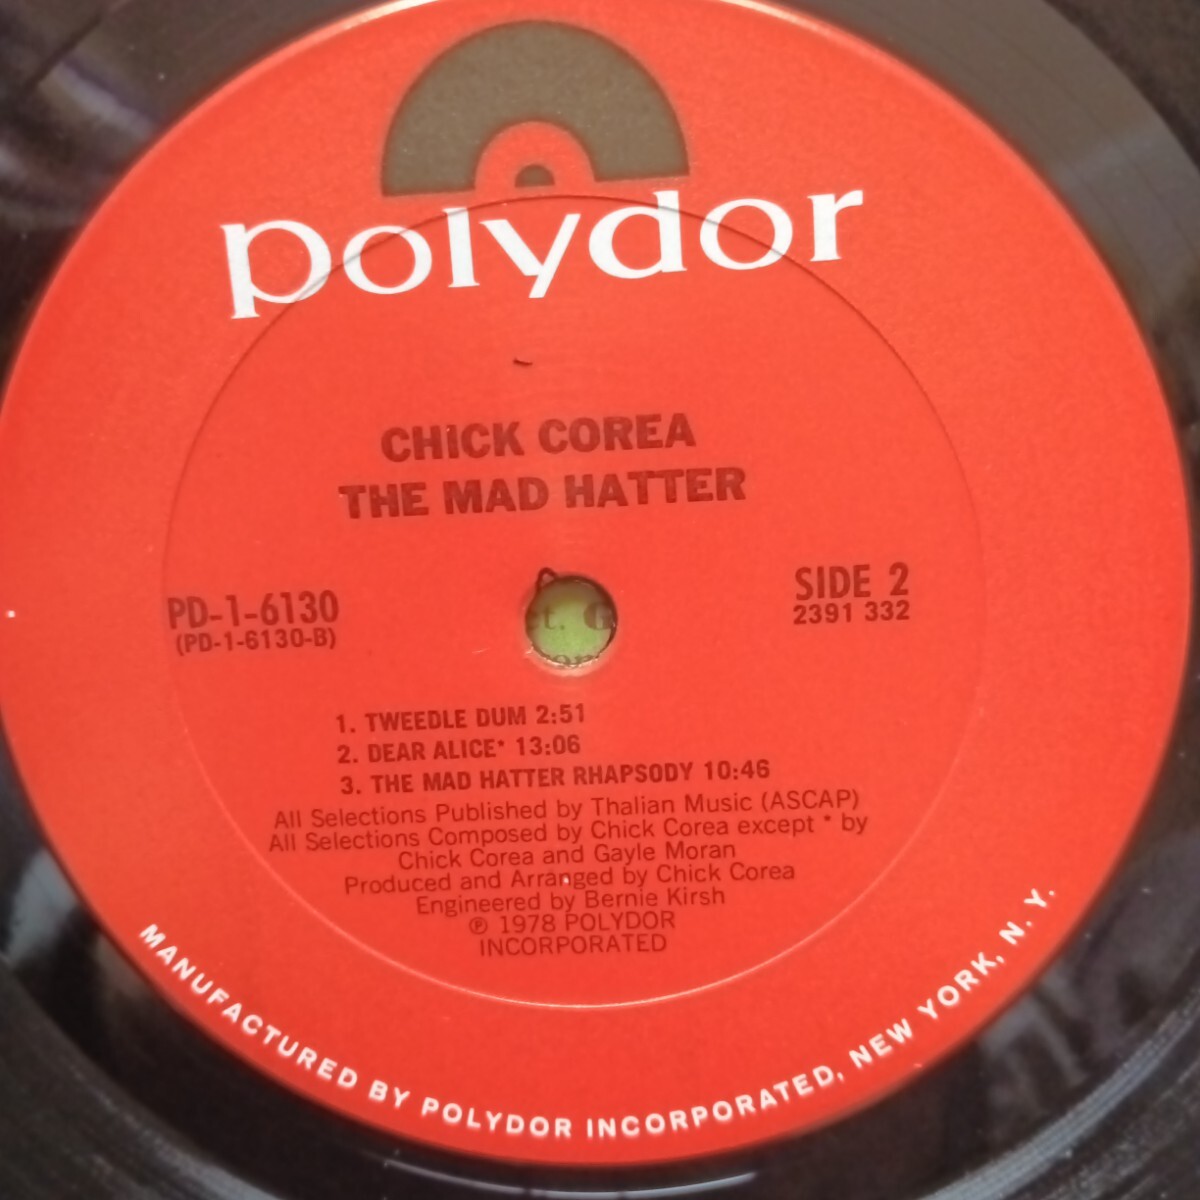 polydor
CHICK COREA
THE MAD HATTER
PD-1-6130
(PD-1-6130-B)
SIDE 2
2391 332
1. TWEEDLE DUM 2:51
2. DEAR ALICE* 13:06
3. THE MAD HATTER RHAPSODY 10:46
All Selections Published by Thalian Music (ASCAP)
All Selections Composed by Chick Corea except * by
Chick Corea and Gayle Moran
Produced and Arranged by Chick Corea
Engineered by Bernie Kirsh
℗ 1978 POLYDOR
INCORPORATED
MANUFACTURED BY POLYDOR INCORPORATED, NEW YORK, N. Y.